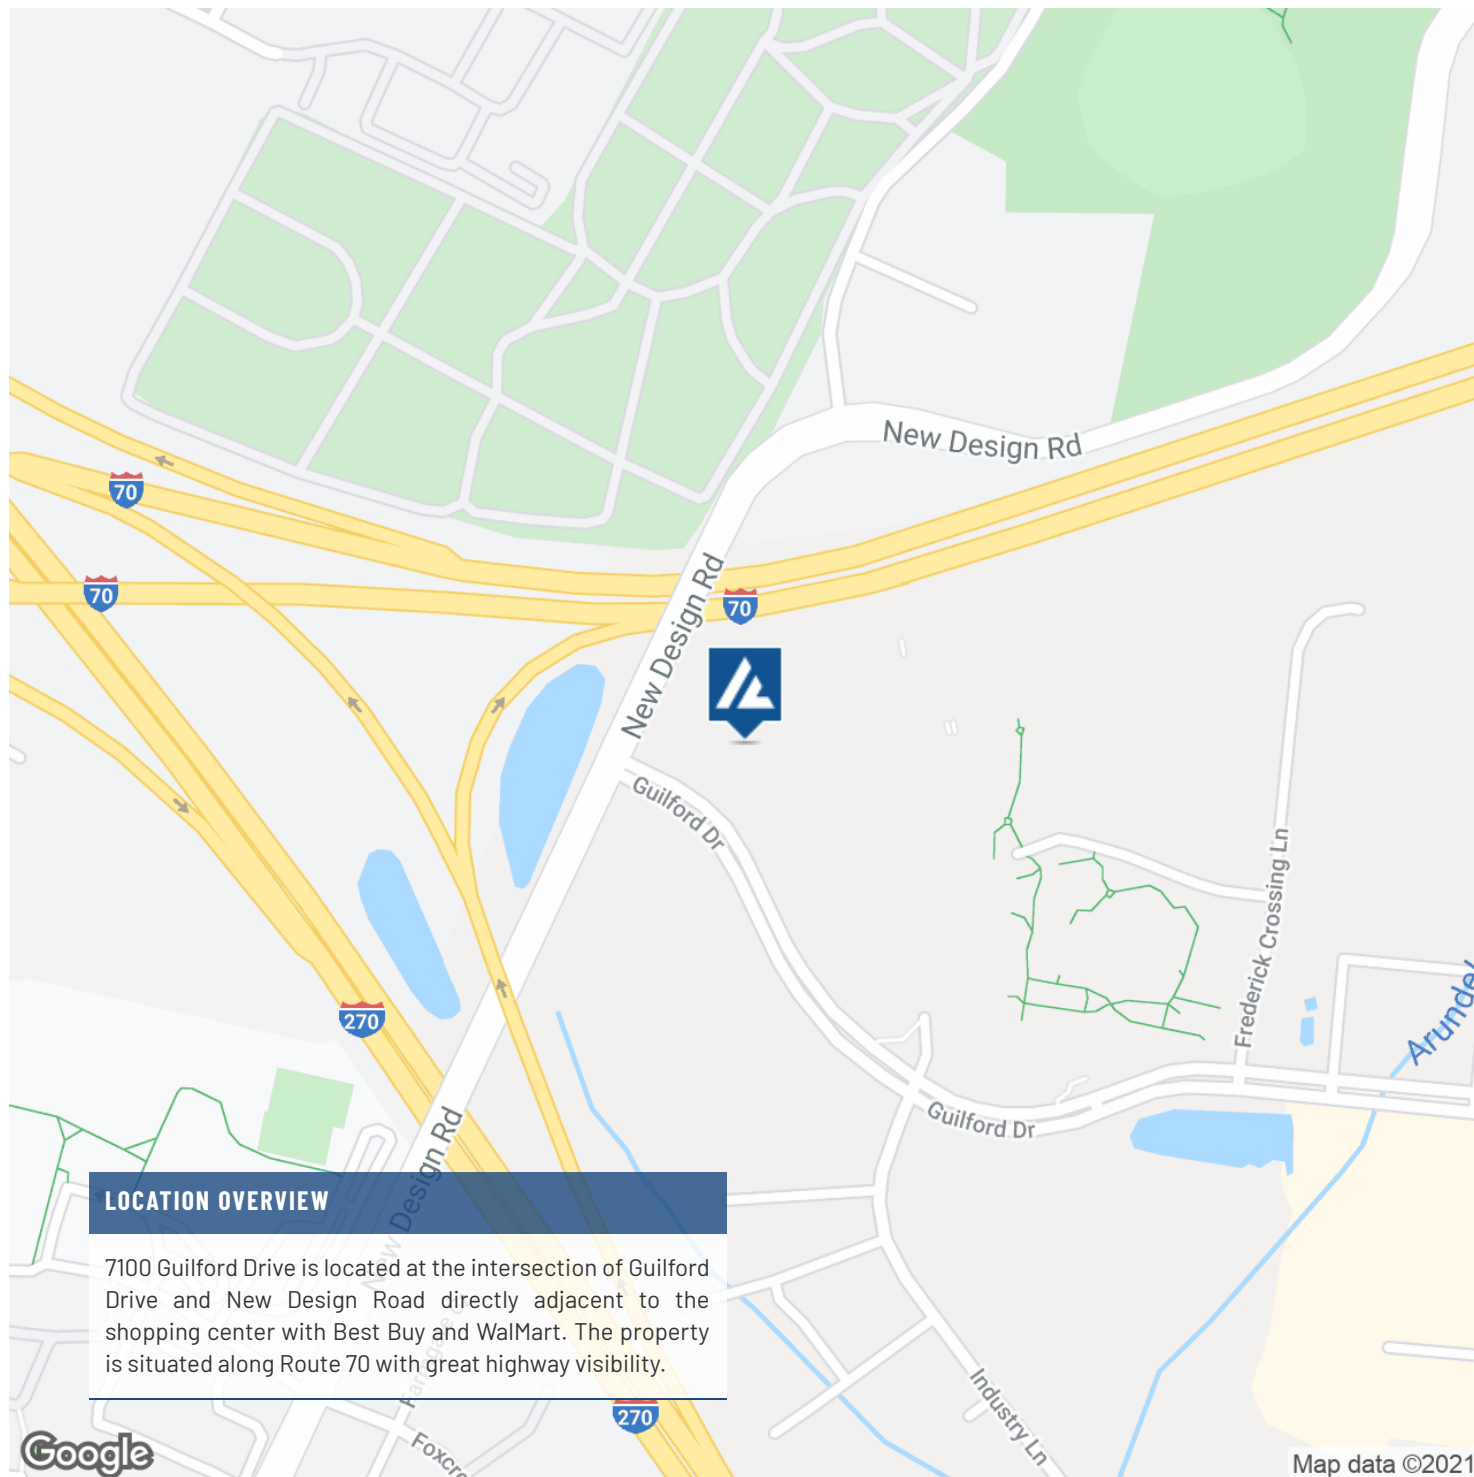 New Design Rd
70
70
70
New Design Rd
Guilford Dr
Frederick Crossing Ln
270
Guilford Dr
New Design Rd
LOCATION OVERVIEW
7100 Guilford Drive is located at the intersection of Guilford
Drive and New Design Road directly adjacent to the
shopping center with Best Buy and WalMart. The property
is situated along Route 70 with great highway visibility.
New Design Rd
270
Industry Ln
Google
Map data ©2021